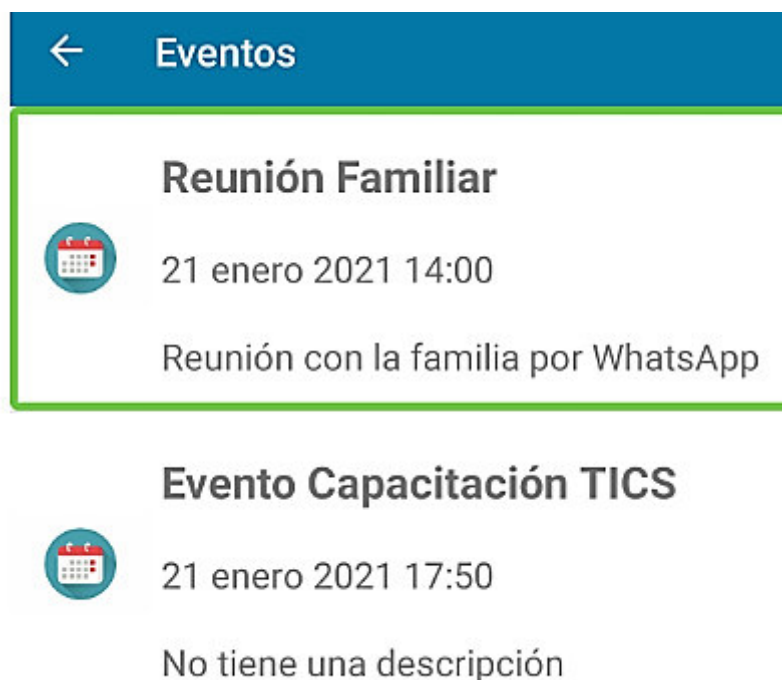 Eventos
Reunión Familiar
21 enero 2021 14:00
Reunión con la familia por WhatsApp
Evento Capacitación TICS
21 enero 2021 17:50
No tiene una descripción